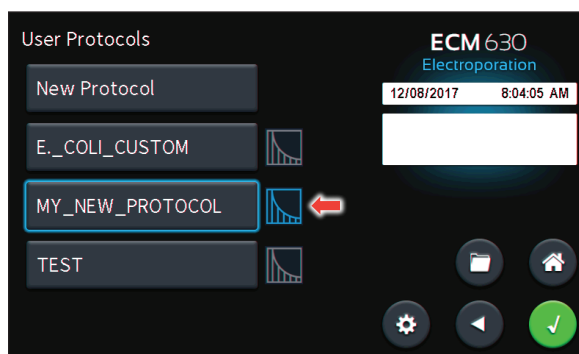 User Protocols
New Protocol
E._COLI_CUSTOM
MY_NEW_PROTOCOL
TEST
ECM 630
Electroporation
12/08/2017 8:04:05 AM